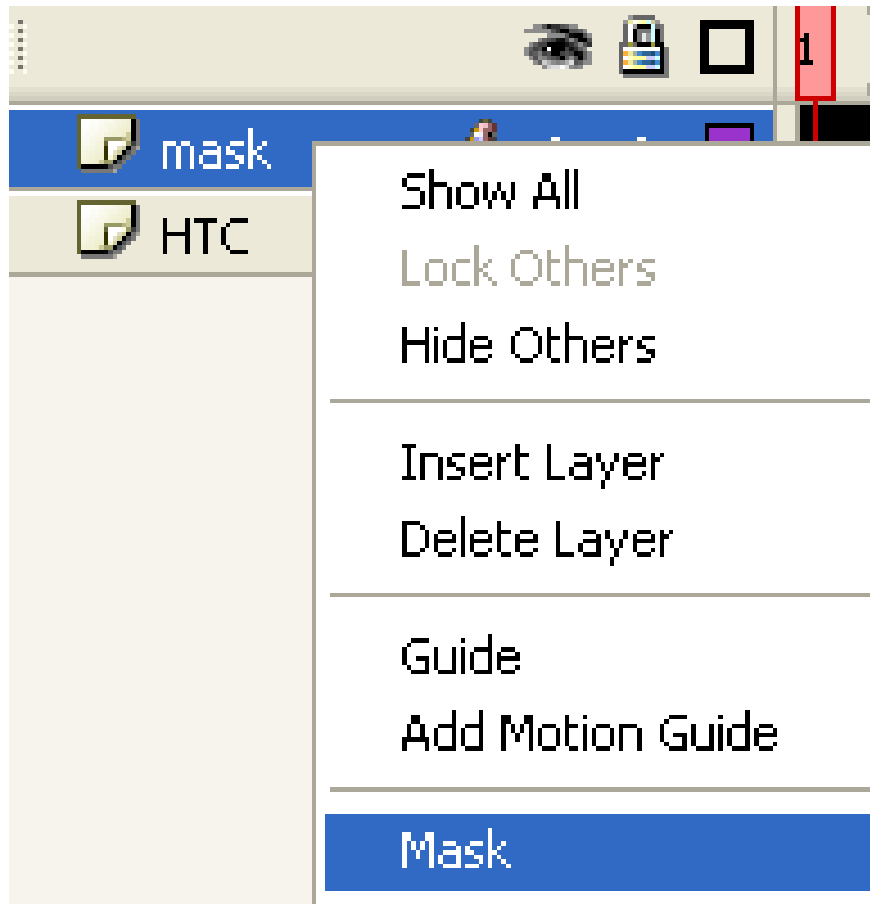 1
mask
HTC
Show All
Lock Others
Hide Others
Insert Layer
Delete Layer
Guide
Add Motion Guide
Mask